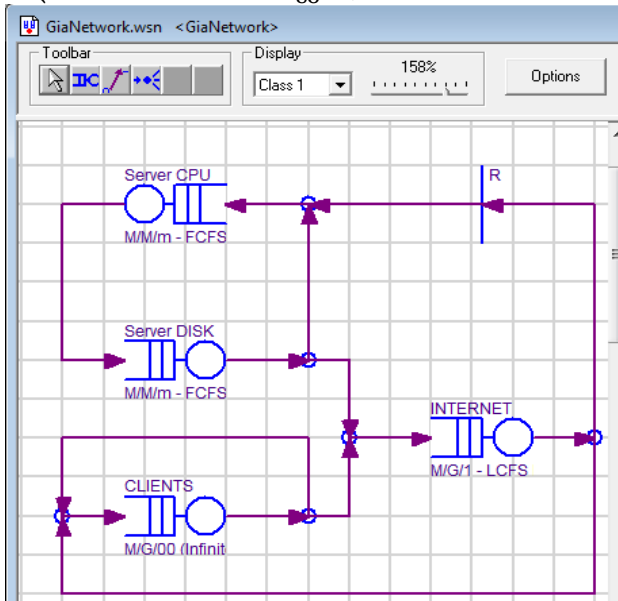 GiaNetwork.wsn <GiaNetwork>
Toolbar
Display
Class 1
158%
Options
Server CPU
R
M/M/m - FCFS
Server DISK
M/M/m - FCFS
INTERNET
M/G/1 - LCFS
CLIENTS
M/G/00 (Infinit